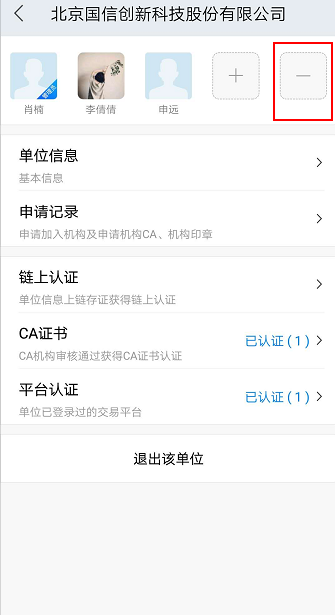 北京国信创新科技股份有限公司
管理员
肖楠
李倩倩
申远
单位信息
基本信息
申请记录
申请加入机构及申请机构CA、机构印章
链上认证
单位信息上链存证获得链上认证
CA证书
已认证 ( 1 )
CA机构审核通过获得CA证书认证
平台认证
已认证 ( 1 )
单位已登录过的交易平台
退出该单位